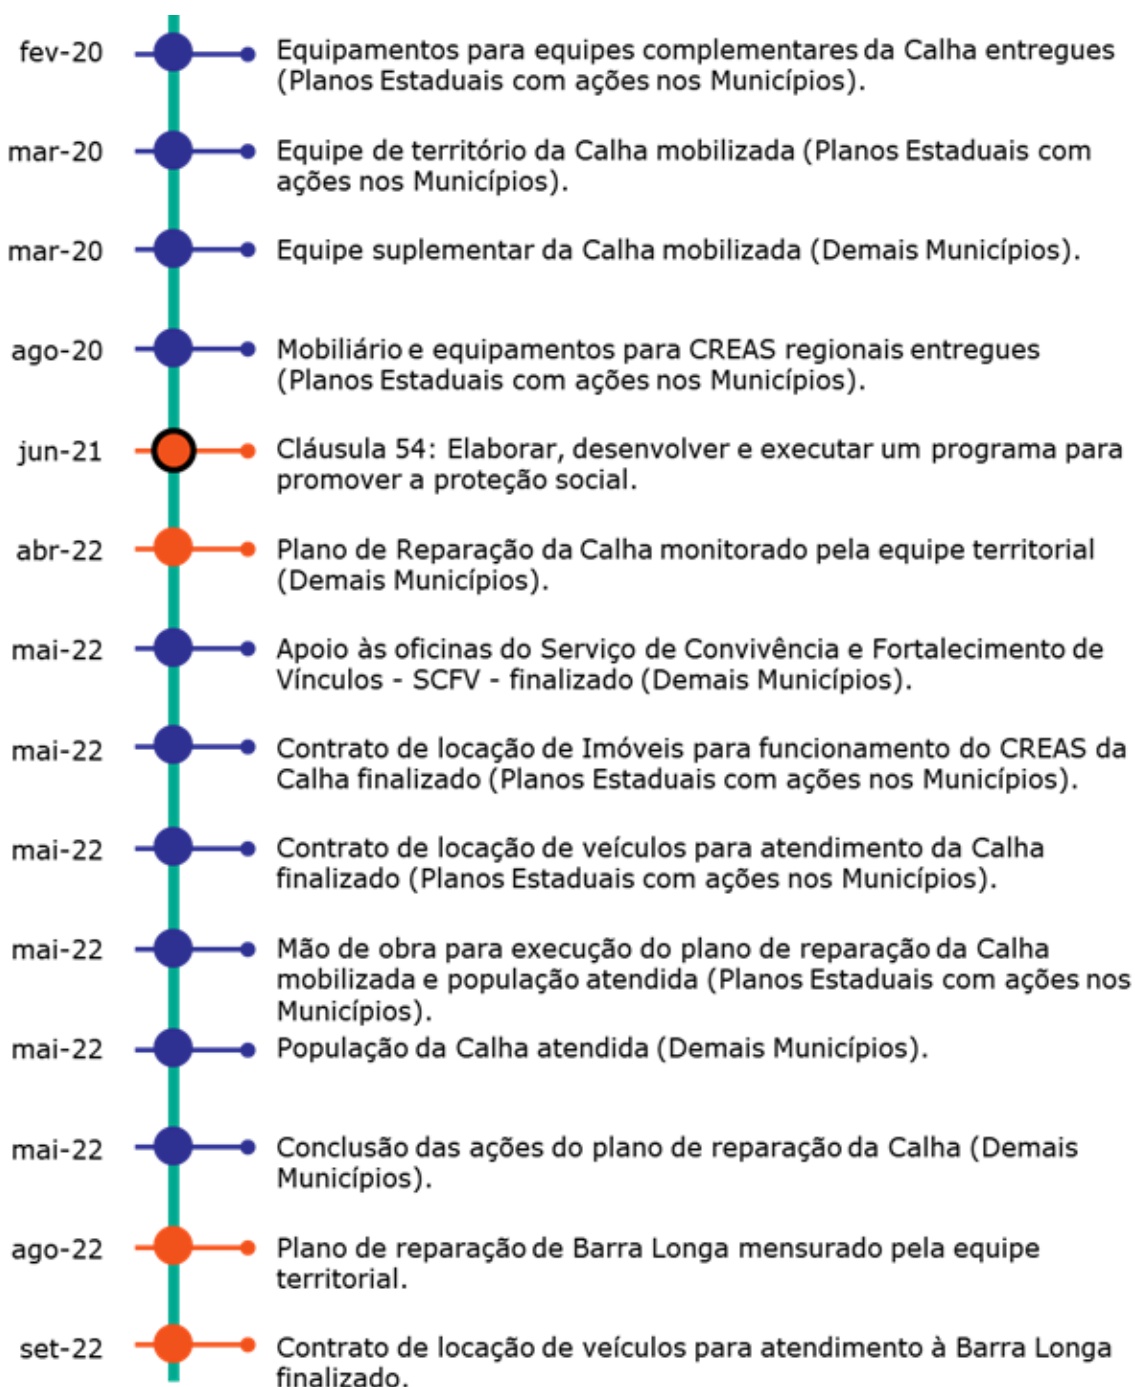 fev-20 Equipamentos para equipes complementares da Calha entregues
(Planos Estaduais com ações nos Municípios).
mar-20 Equipe de território da Calha mobilizada (Planos Estaduais com
ações nos Municípios).
mar-20 Equipe suplementar da Calha mobilizada (Demais Municípios).
ago-20 Mobiliário e equipamentos para CREAS regionais entregues
(Planos Estaduais com ações nos Municípios).
jun-21 Cláusula 54: Elaborar, desenvolver e executar um programa para
promover a proteção social.
abr-22 Plano de Reparação da Calha monitorado pela equipe territorial
(Demais Municípios).
mai-22 Apoio às oficinas do Serviço de Convivência e Fortalecimento de
Vínculos - SCFV - finalizado (Demais Municípios).
mai-22 Contrato de locação de Imóveis para funcionamento do CREAS da
Calha finalizado (Planos Estaduais com ações nos Municípios).
mai-22 Contrato de locação de veículos para atendimento da Calha
finalizado (Planos Estaduais com ações nos Municípios).
mai-22 Mão de obra para execução do plano de reparação da Calha
mobilizada e população atendida (Planos Estaduais com ações nos
Municípios).
mai-22 População da Calha atendida (Demais Municípios).
mai-22 Conclusão das ações do plano de reparação da Calha (Demais
Municípios).
ago-22 Plano de reparação de Barra Longa mensurado pela equipe
territorial.
set-22 Contrato de locação de veículos para atendimento à Barra Longa
finalizado.